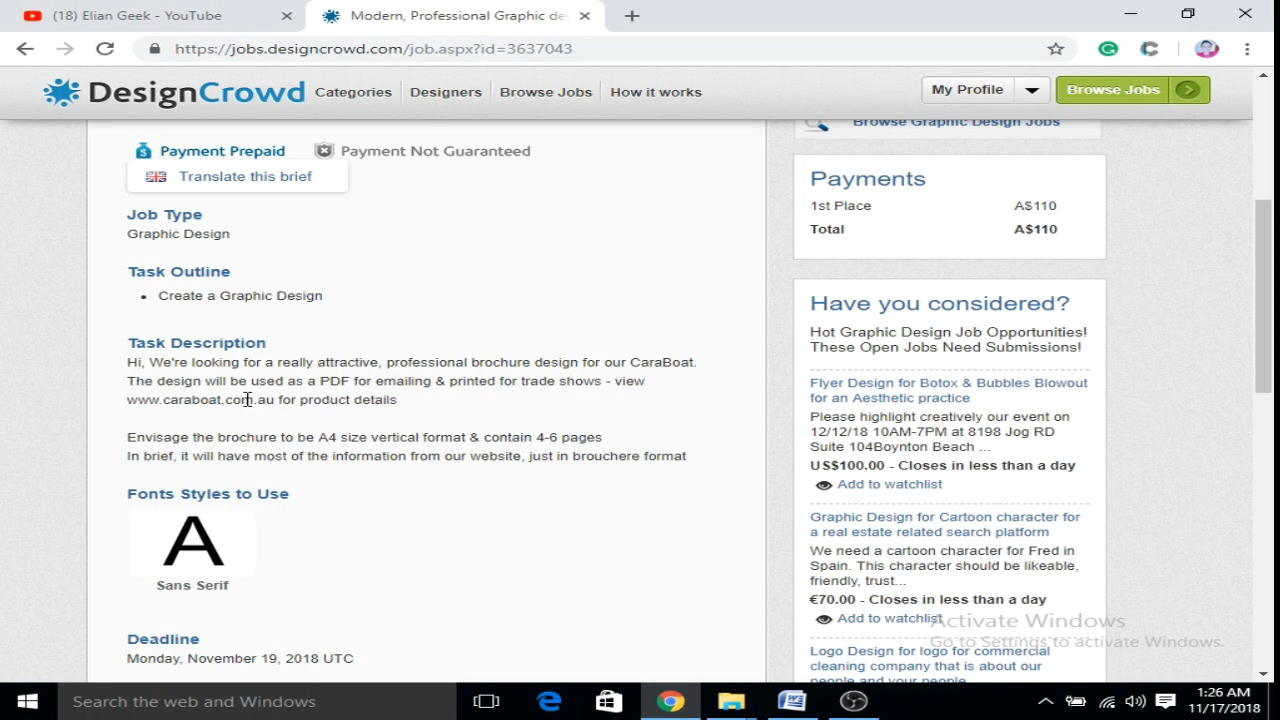 (18) Elian Geek - YouTube
Modern, Professional Graphic de
https://jobs.designcrowd.com/job.aspx?id=3637043
DesignCrowd
Categories
Designers
Browse Jobs
How it works
My Profile
Browse Jobs
Browse Graphic Design Jobs
Payment Prepaid
Payment Not Guaranteed
Translate this brief
Job Type
Graphic Design
Task Outline
• Create a Graphic Design
Task Description
Hi, We're looking for a really attractive, professional brochure design for our CaraBoat.
The design will be used as a PDF for emailing & printed for trade shows - view
www.caraboat.com.au for product details
Envisage the brochure to be A4 size vertical format & contain 4-6 pages
In brief, it will have most of the information from our website, just in brouchere format
Fonts Styles to Use
A
Sans Serif
Deadline
Monday, November 19, 2018 UTC
Payments
1st Place A$110
Total A$110
Have you considered?
Hot Graphic Design Job Opportunities!
These Open Jobs Need Submissions!
Flyer Design for Botox & Bubbles Blowout
for an Aesthetic practice
Please highlight creatively our event on
12/12/18 10AM-7PM at 8198 Jog RD
Suite 104Boynton Beach ...
US$100.00 - Closes in less than a day
Add to watchlist
Graphic Design for Cartoon character for
a real estate related search platform
We need a cartoon character for Fred in
Spain. This character should be likeable,
friendly, trust...
€70.00 - Closes in less than a day
Add to watchlist
Logo Design for logo for commercial
cleaning company that is about our
people and your people
Activate Windows
Go to Settings to activate Windows.
Search the web and Windows
1:26 AM
11/17/2018